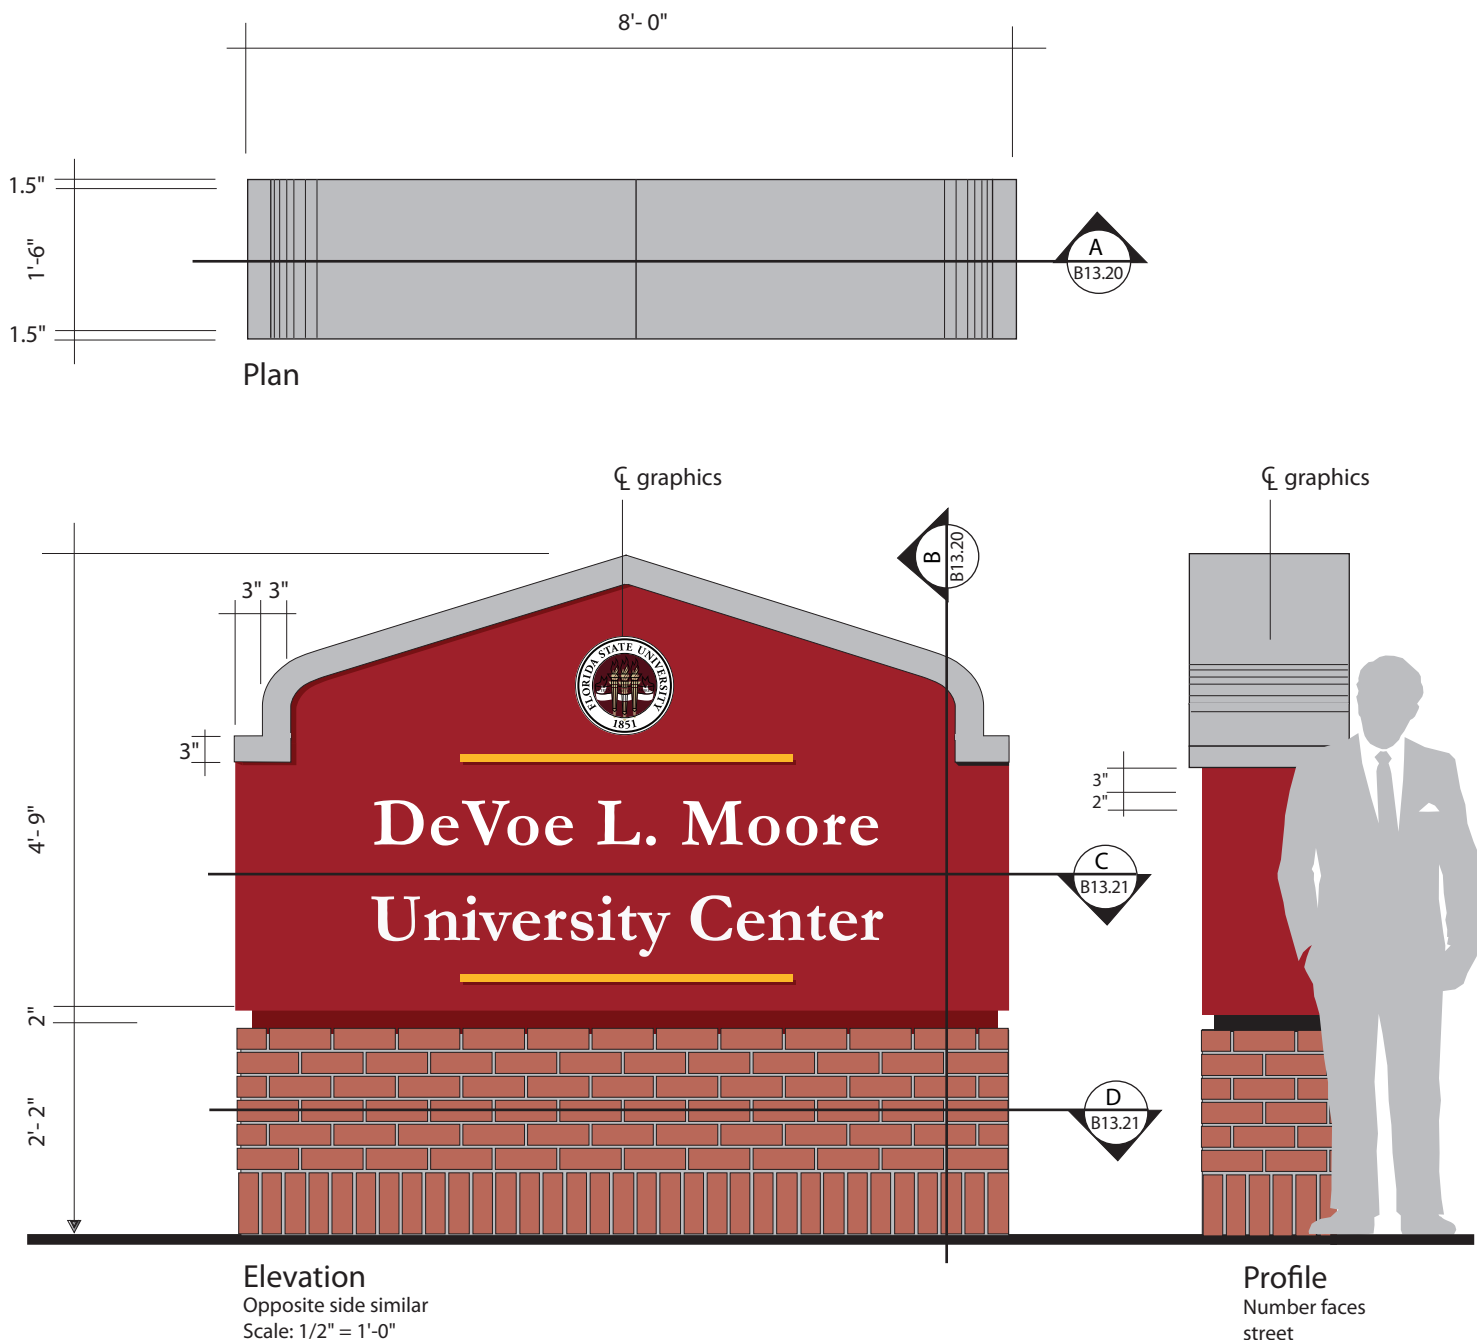 8'- 0"
1.5"
1'-6"
1.5"
A
B13.20
Plan
℄ graphics
℄ graphics
B
B13.20
3" 3"
3"
FLORIDA STATE UNIVERSITY
1851
4'- 9"
DeVoe L. Moore
University Center
3"
2"
C
B13.21
2"
2'- 2"
D
B13.21
Elevation
Opposite side similar
Scale: 1/2" = 1'-0"
Profile
Number faces
street